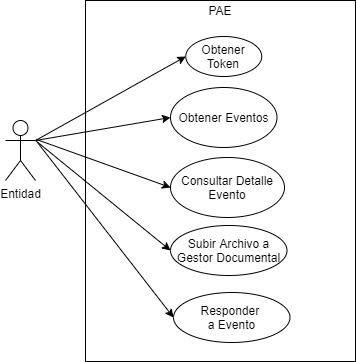 PAE
Obtener
Token
Obtener Eventos
Entidad
Consultar Detalle
Evento
Subir Archivo a
Gestor Documental
Responder
a Evento